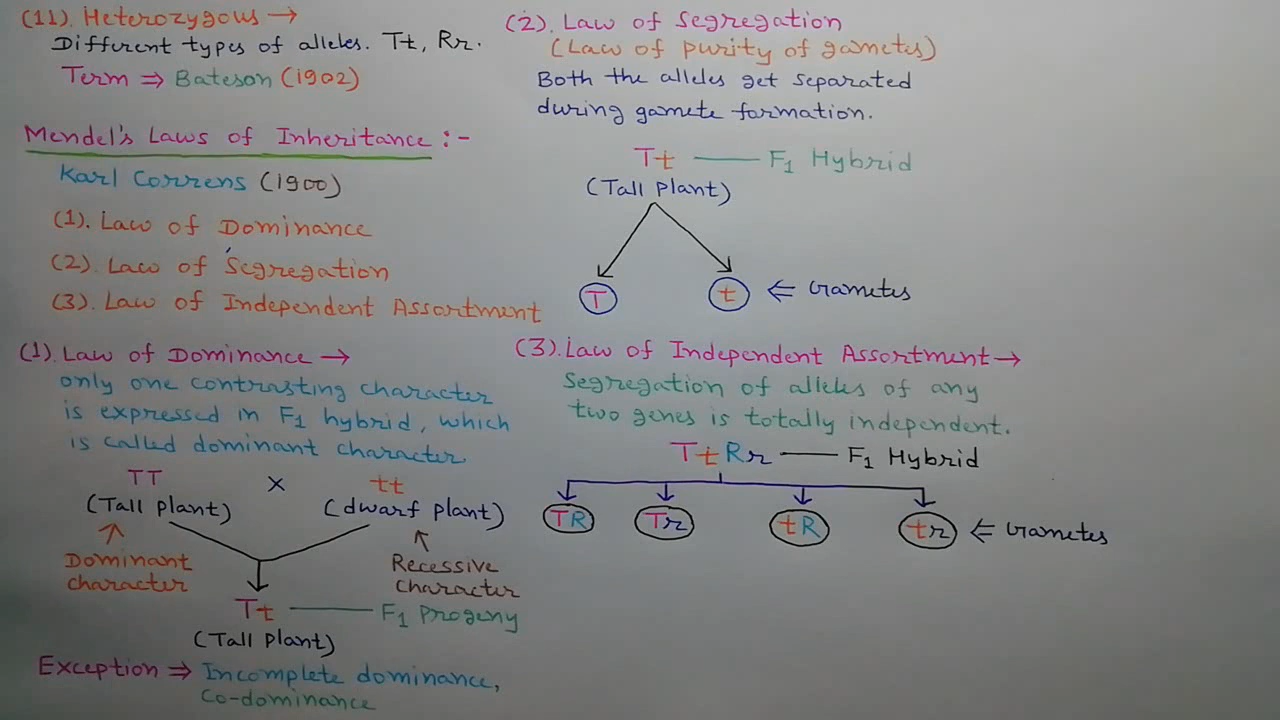 (11). Heterozygous →
Different types of alleles. Tt, Rr.
Term ⇒ Bateson (1902)
Mendel's Laws of Inheritance :-
Karl Correns (1900)
(1). Law of Dominance
(2). Law of Segregation
(3). Law of Independent Assortment
(1). Law of Dominance →
only one contrasting character
is expressed in F1 hybrid, which
is called dominant character
TT × tt
(Tall plant) (dwarf plant)
Dominant
character
Recessive
Character
Tt — F1 Progeny
(Tall Plant)
Exception ⇒ Incomplete dominance,
Co-dominance
(2). Law of Segregation
(Law of purity of gametes)
Both the alleles get separated
during gamete formation.
Tt — F1 Hybrid
(Tall Plant)
T t ⇐ Gametes
(3). Law of Independent Assortment →
Segregation of alleles of any
two genes is totally independent.
TtRr — F1 Hybrid
TR Tr tR tr ⇐ Gametes